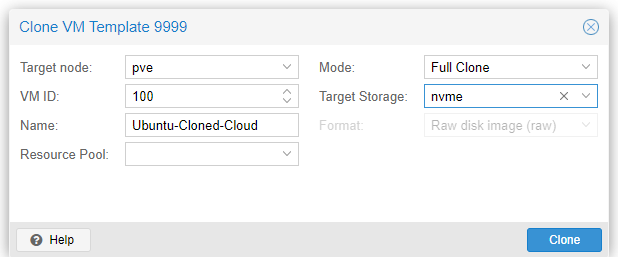 Clone VM Template 9999
Target node: pve Mode: Full Clone
VM ID: 100 Target Storage: nvme
Name: Ubuntu-Cloned-Cloud Format: Raw disk image (raw)
Resource Pool:
Help Clone